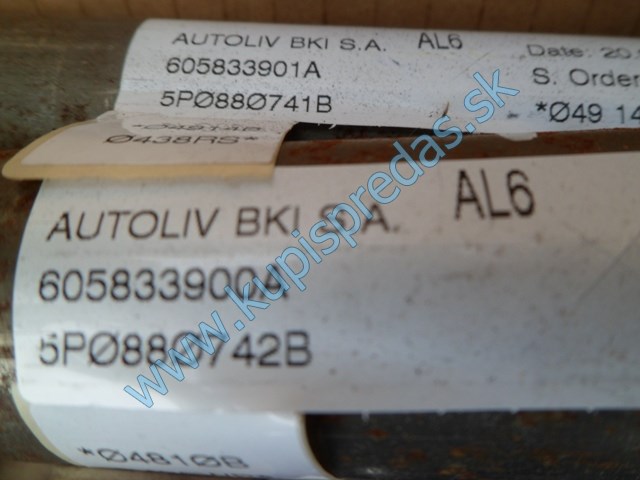 AUTOLIV BKI S.A. AL6 Date: 20.
605833901A S. Order
5PØ88Ø741B *Ø49 14
Ø438RS*
AUTOLIV BKI S.A. AL6
605833900A
5PØ88Ø742B
*Ø481ØB
www.kupispredas.sk